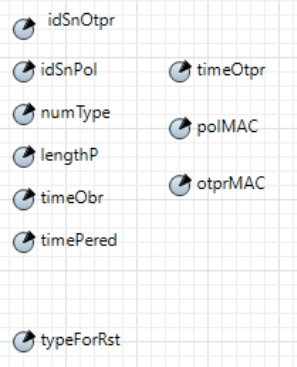 idSnOtpr
idSnPol
numType
lengthP
timeObr
timePered
typeForRst
timeOtpr
polMAC
otprMAC